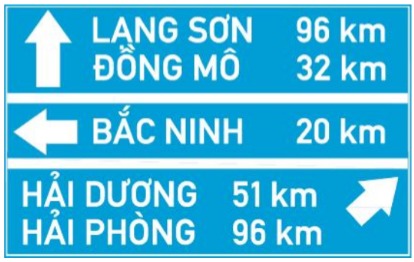 LẠNG SƠN 96 km
ĐỒNG MÔ 32 km
BẮC NINH 20 km
HẢI DƯƠNG 51 km
HẢI PHÒNG 96 km